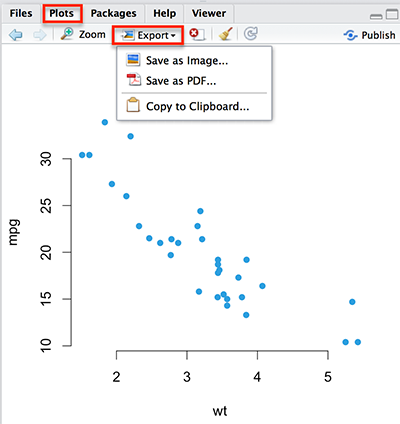 Files Plots Packages Help Viewer
Zoom Export Publish
Save as Image...
Save as PDF...
Copy to Clipboard...
30
25
20
15
10
mpg
2 3 4 5
wt